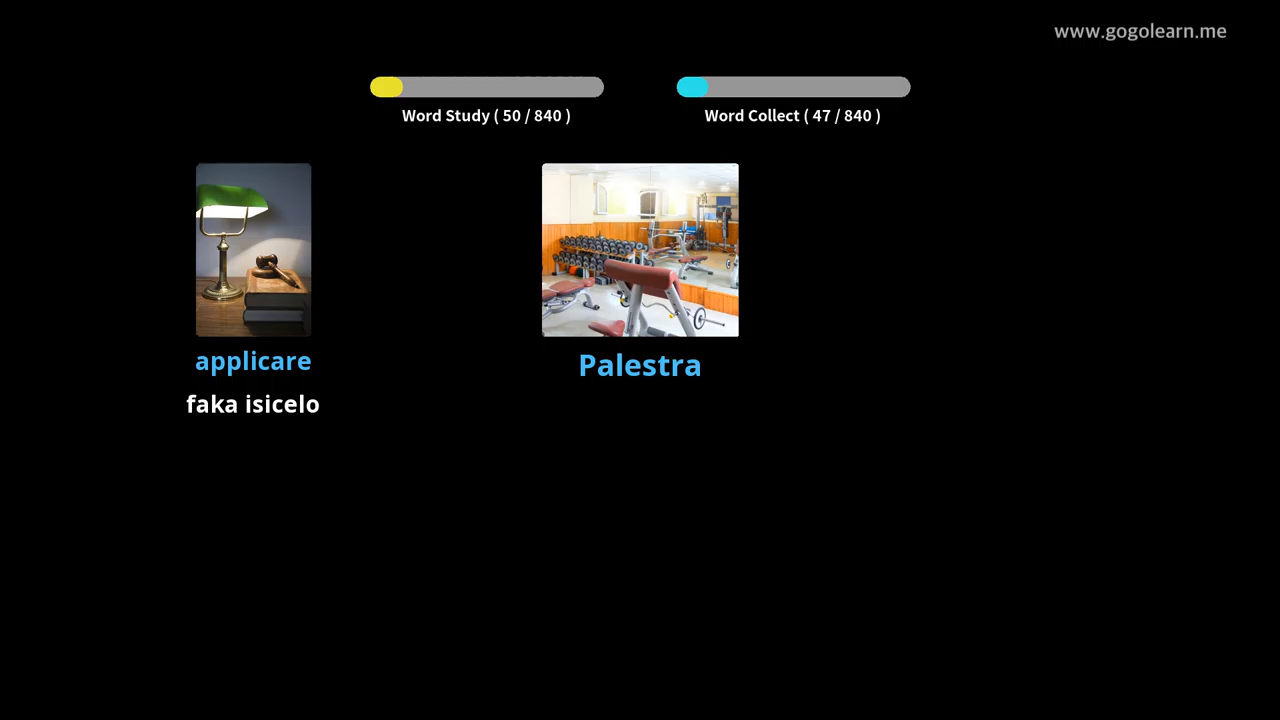 www.gogolearn.me
Word Study ( 50 / 840 )
Word Collect ( 47 / 840 )
applicare
faka isicelo
Palestra